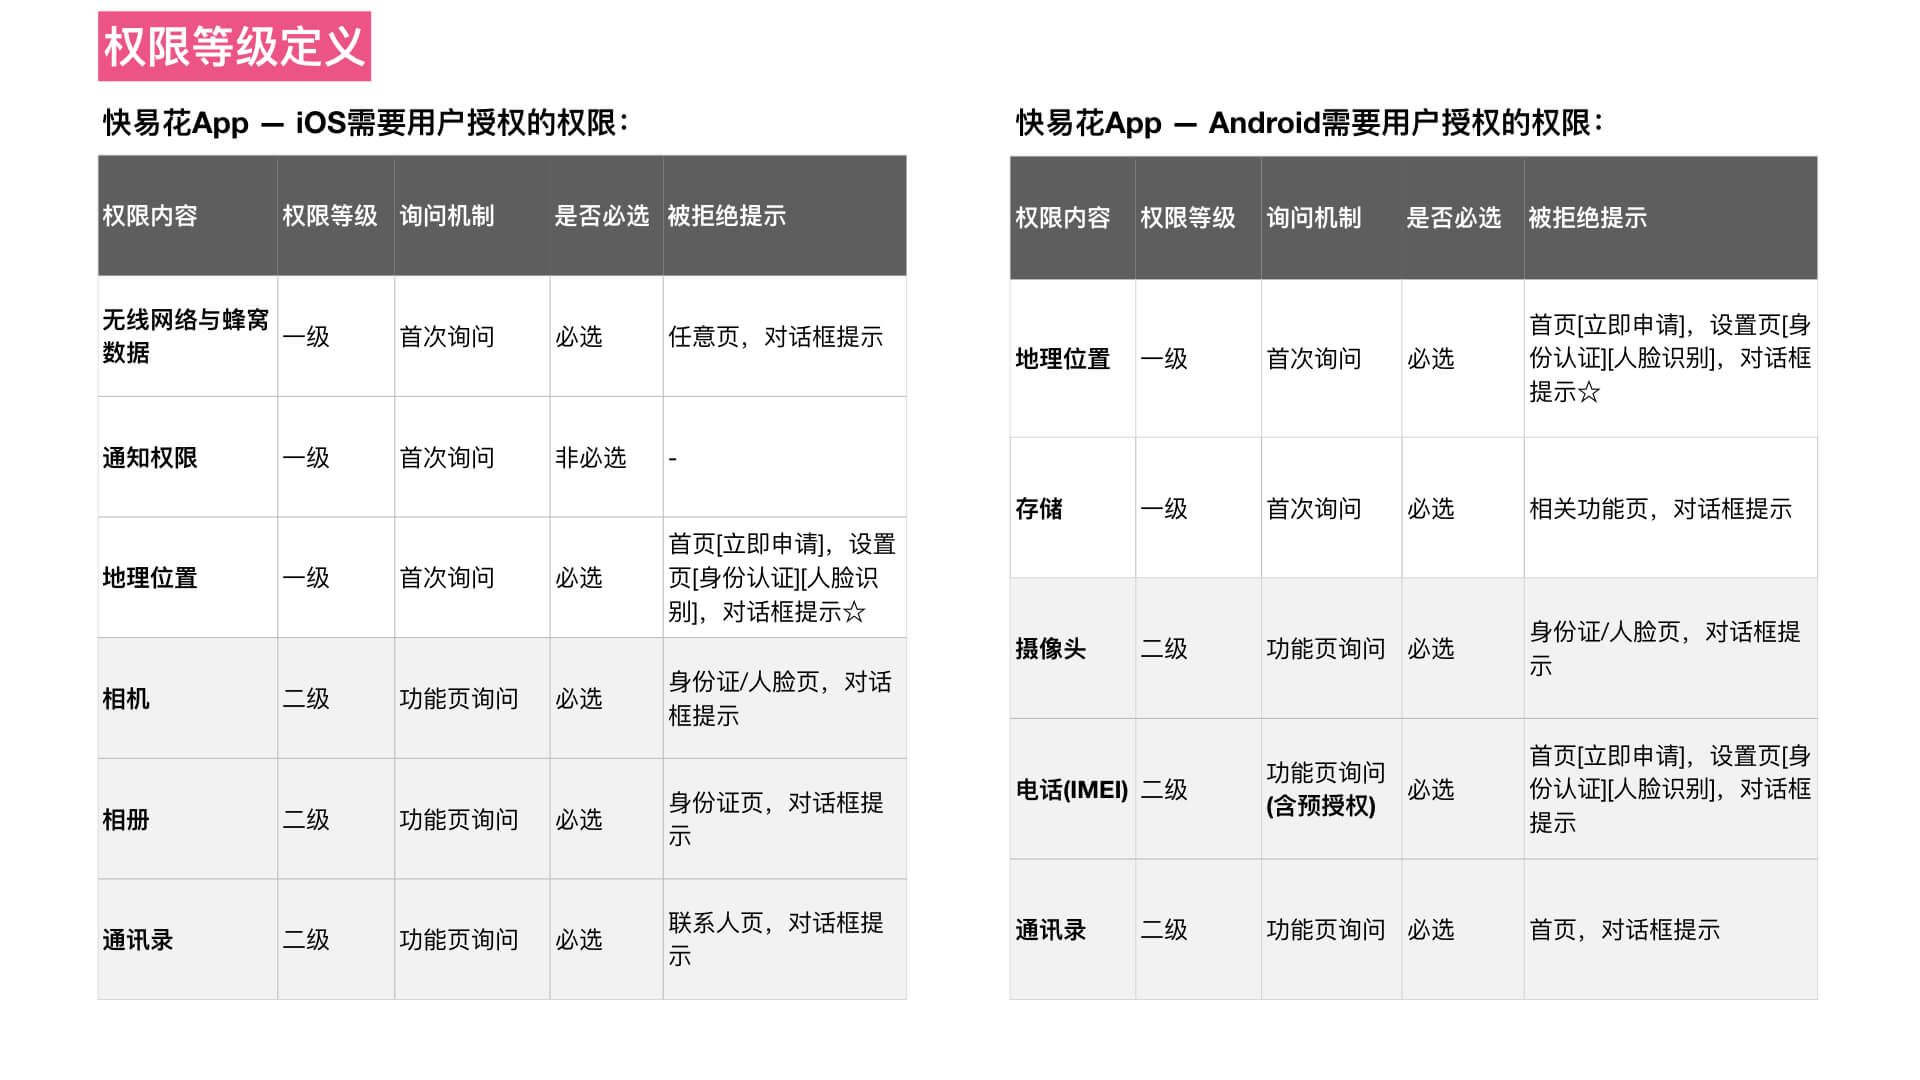 权限等级定义
快易花App — iOS需要用户授权的权限：
权限内容 权限等级 询问机制 是否必选 被拒绝提示
无线网络与蜂窝
数据
一级 首次询问 必选 任意页，对话框提示
通知权限 一级 首次询问 非必选 -
地理位置 一级 首次询问 必选
首页[立即申请]，设置
页[身份认证][人脸识
别]，对话框提示☆
相机 二级 功能页询问 必选
身份证/人脸页，对话
框提示
相册 二级 功能页询问 必选
身份证页，对话框提
示
通讯录 二级 功能页询问 必选
联系人页，对话框提
示
快易花App — Android需要用户授权的权限：
权限内容 权限等级 询问机制 是否必选 被拒绝提示
地理位置 一级 首次询问 必选
首页[立即申请]，设置页[身
份认证][人脸识别]，对话框
提示☆
存储 一级 首次询问 必选 相关功能页，对话框提示
摄像头 二级 功能页询问 必选
身份证/人脸页，对话框提
示
电话(IMEI) 二级
功能页询问
(含预授权)
必选
首页[立即申请]，设置页[身
份认证][人脸识别]，对话框
提示
通讯录 二级 功能页询问 必选 首页，对话框提示